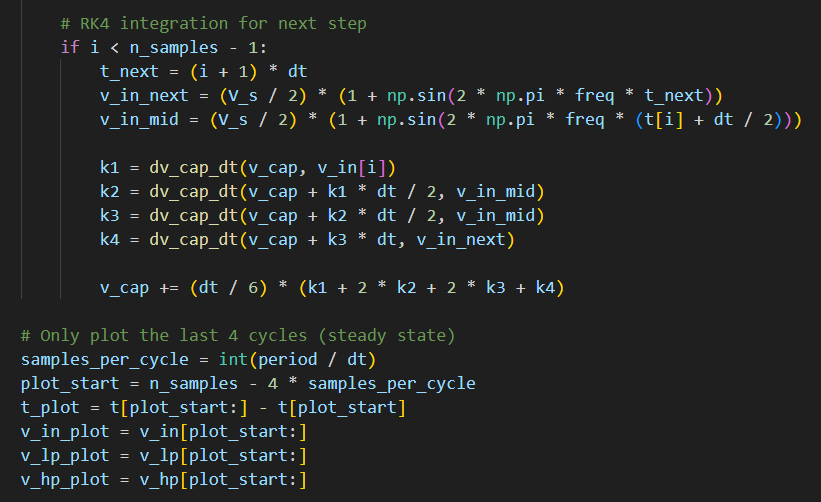 # RK4 integration for next step
if i < n_samples - 1:
t_next = (i + 1) * dt
v_in_next = (V_s / 2) * (1 + np.sin(2 * np.pi * freq * t_next))
v_in_mid = (V_s / 2) * (1 + np.sin(2 * np.pi * freq * (t[i] + dt / 2)))
k1 = dv_cap_dt(v_cap, v_in[i])
k2 = dv_cap_dt(v_cap + k1 * dt / 2, v_in_mid)
k3 = dv_cap_dt(v_cap + k2 * dt / 2, v_in_mid)
k4 = dv_cap_dt(v_cap + k3 * dt, v_in_next)
v_cap += (dt / 6) * (k1 + 2 * k2 + 2 * k3 + k4)
# Only plot the last 4 cycles (steady state)
samples_per_cycle = int(period / dt)
plot_start = n_samples - 4 * samples_per_cycle
t_plot = t[plot_start:] - t[plot_start]
v_in_plot = v_in[plot_start:]
v_lp_plot = v_lp[plot_start:]
v_hp_plot = v_hp[plot_start:]